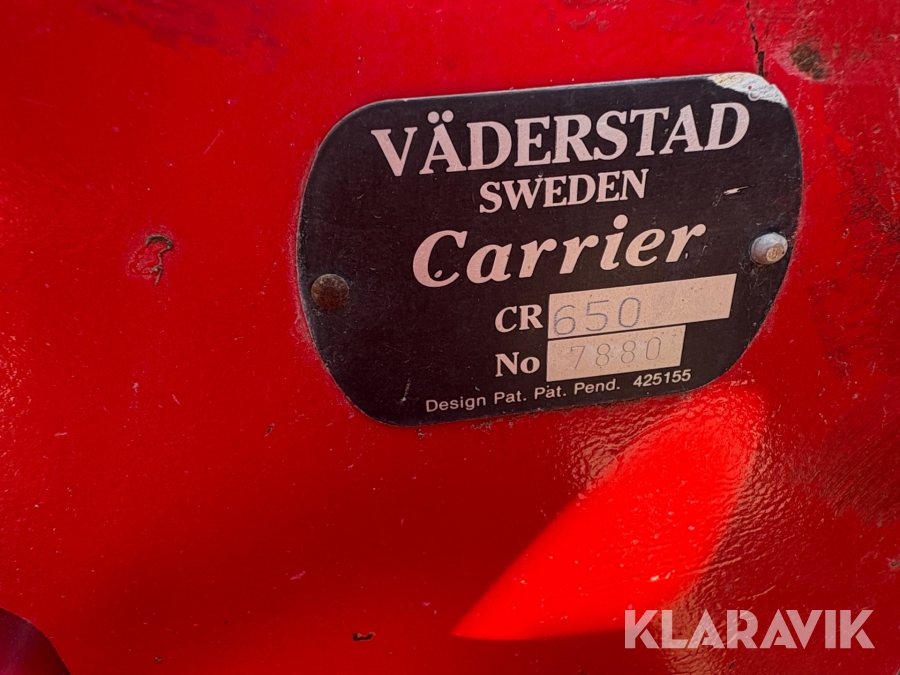 VÄDERSTAD
SWEDEN
Carrier
CR 650
No 7880
Design Pat. Pat. Pend. 425155
KLARAVIK